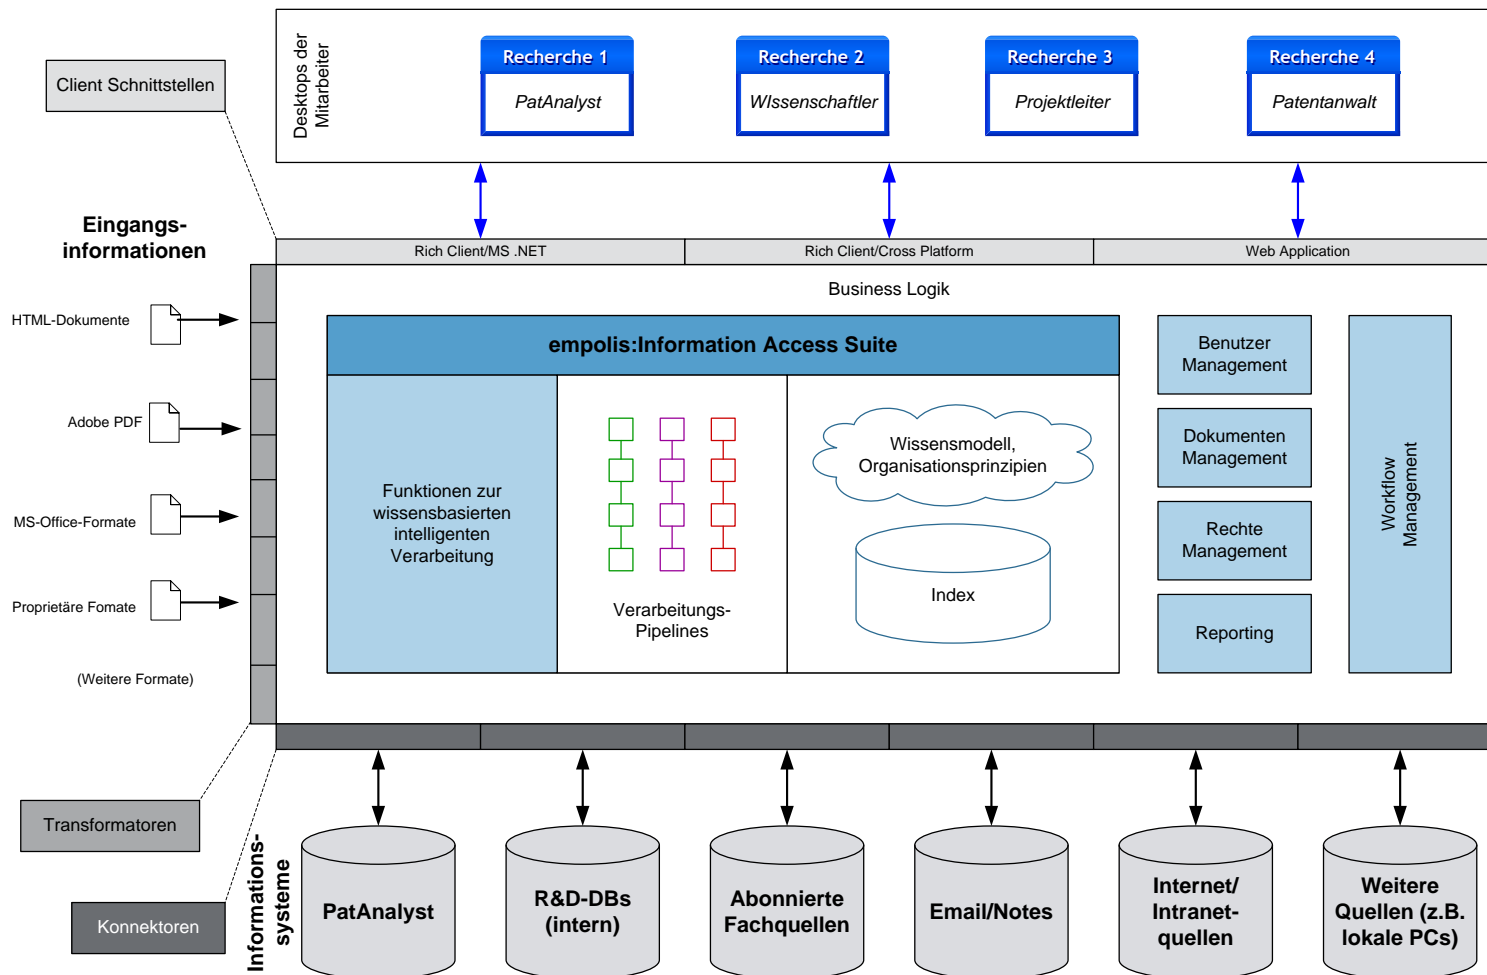 Desktops der
Mitarbeiter
Recherche 1
PatAnalyst
Recherche 2
WIssenschaftler
Recherche 3
Projektleiter
Recherche 4
Patentanwalt
Client Schnittstellen
Eingangs-
informationen
Rich Client/MS .NET
Rich Client/Cross Platform
Web Application
Business Logik
HTML-Dokumente
Adobe PDF
MS-Office-Formate
Proprietäre Fomate
(Weitere Formate)
empolis:Information Access Suite
Funktionen zur
wissensbasierten
intelligenten
Verarbeitung
Verarbeitungs-
Pipelines
Wissensmodell,
Organisationsprinzipien
Index
Benutzer
Management
Dokumenten
Management
Rechte
Management
Reporting
Workflow
Management
Transformatoren
Konnektoren
Informations-
systeme
PatAnalyst
R&D-DBs
(intern)
Abonnierte
Fachquellen
Email/Notes
Internet/
Intranet-
quellen
Weitere
Quellen (z.B.
lokale PCs)